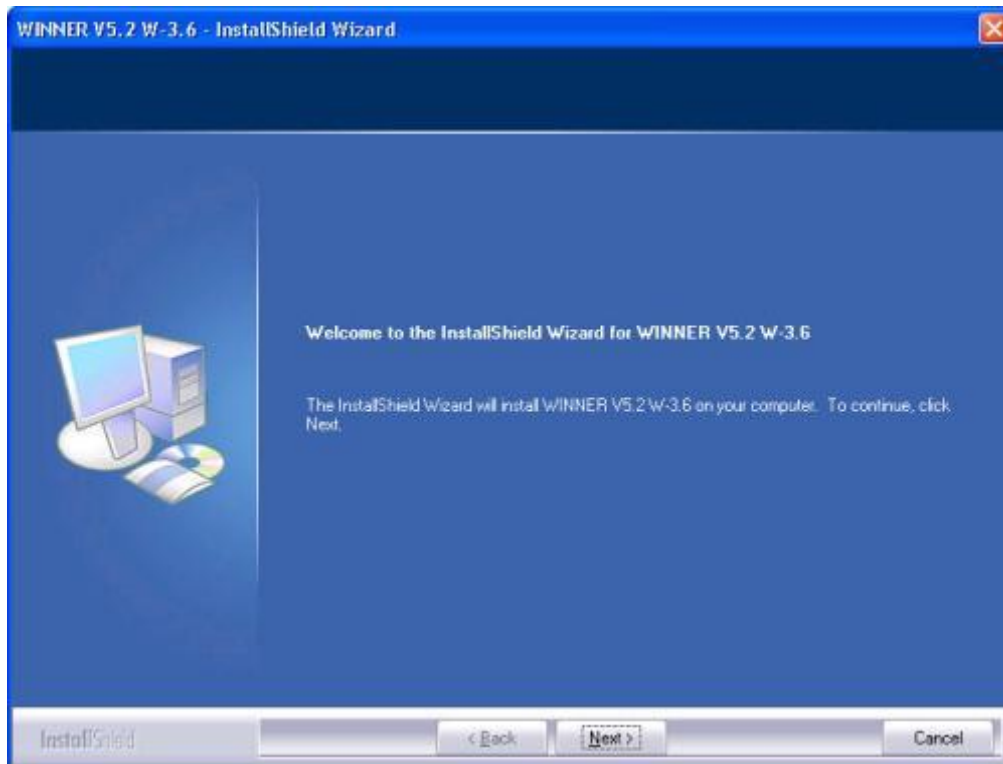 WINNER V5.2 W-3.6 - InstallShield Wizard
Welcome to the InstallShield Wizard for WINNER V5.2 W-3.6
The InstallShield Wizard will install WINNER V5.2 W-3.6 on your computer. To continue, click
Next.
InstallShield
< Back
Next >
Cancel